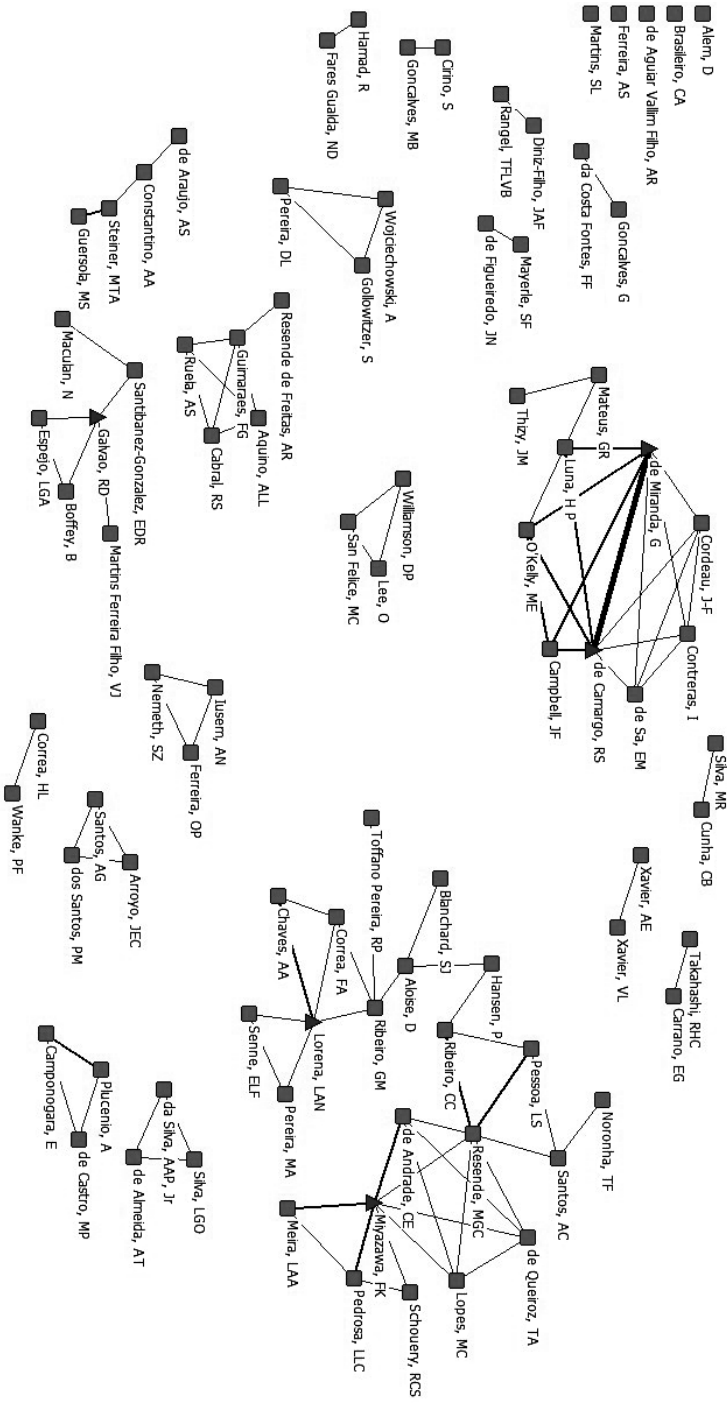 Alem, D
Brasileiro, CA
de Aguiar Vallim Filho, AR
Ferreira, AS
Martins, SL
Hamad, R
Fares Gualda, ND
Cirino, S
Goncalves, MB
Diniz-Filho, JAF
Rangel, TFLVB
Goncalves, G
da Costa Fontes, FF
Mayerle, SF
de Figueiredo, JN
de Araujo, AS
Constantino, AA
Steiner, MTA
Guersola, MS
Wojciechowski, A
Gollowitzer, S
Pereira, DL
Resende de Freitas, AR
Guimaraes, FG
Ruela, AS
Aquino, ALL
Cabral, RS
Maculan, N
Santibanez-Gonzalez, EDR
Galvao, RD
Espejo, LGA
Boffey, B
Martins Ferreira Filho, VJ
Mateus, GR
Thizy, JM
Luna, H P
de Miranda, G
O'Kelly, ME
Cordeau, J-F
Contreras, I
de Sa, EM
de Camargo, RS
Campbell, JF
Williamson, DP
Lee, O
San Felice, MC
Iusem, AN
Ferreira, OP
Nemeth, SZ
Silva, MR
Cunha, CB
Xavier, AE
Xavier, VL
Takahashi, RHC
Carrano, EG
Correa, HL
Wanke, PF
Santos, AG
Arroyo, JEC
dos Santos, PM
Toffano Pereira, RP
Blanchard, SJ
Aloise, D
Hansen, P
Chaves, AA
Correa, FA
Ribeiro, GM
Lorena, LAN
Senne, ELF
Pereira, MA
Ribeiro, CC
Pessoa, LS
Noronha, TF
Santos, AC
Resende, MGC
de Andrade, CE
Miyazawa, FK
Meira, LAA
Pedrosa, LLC
Schouery, RCS
Lopes, MC
de Queiroz, TA
Camponogara, E
Plucenio, A
de Castro, MP
da Silva, AAP, Jr
Silva, LGO
de Almeida, AT